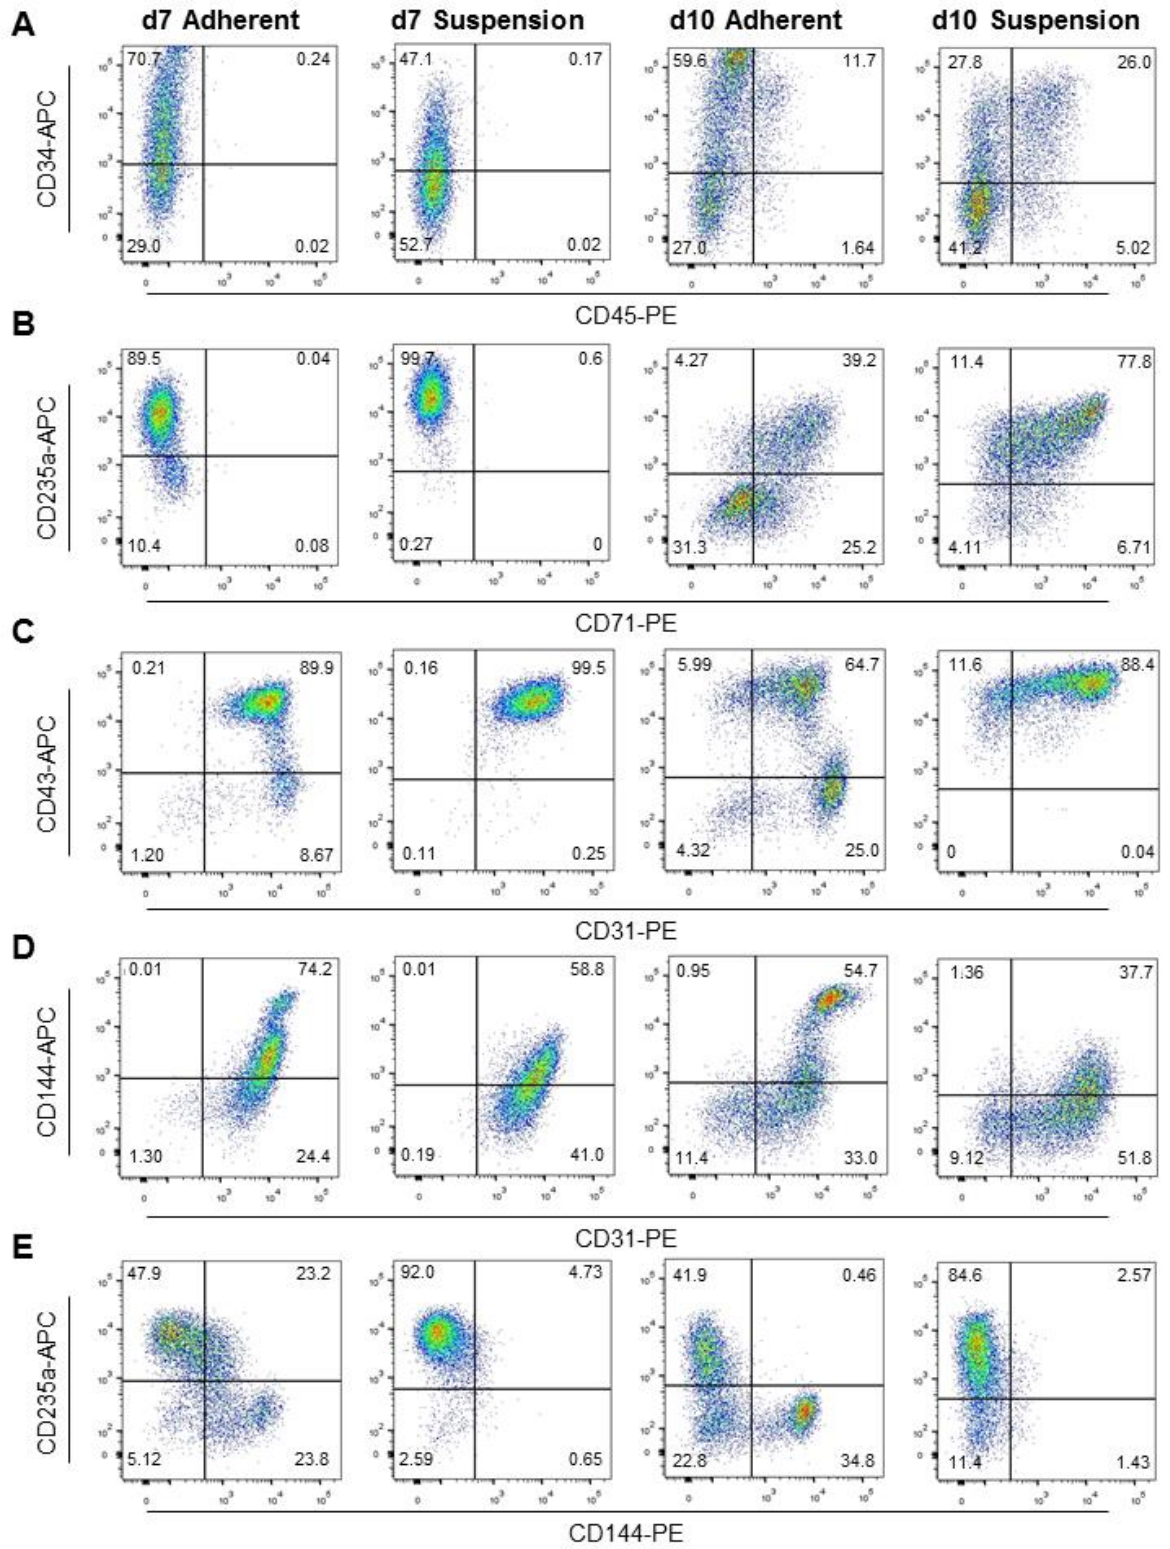 A d7 Adherent d7 Suspension d10 Adherent d10 Suspension
CD34-APC
70.7 0.24 47.1 0.17 59.6 11.7 27.8 26.0
29.0 0.02 52.7 0.02 27.0 1.64 41.2 5.02
CD45-PE
B
CD235a-APC
89.5 0.04 99.7 0.6 4.27 39.2 11.4 77.8
10.4 0.08 0.27 0 31.3 25.2 4.11 6.71
CD71-PE
C
CD43-APC
0.21 89.9 0.16 99.5 5.99 64.7 11.6 88.4
1.20 8.67 0.11 0.25 4.32 25.0 0 0.04
CD31-PE
D
CD144-APC
0.01 74.2 0.01 58.8 0.95 54.7 1.36 37.7
1.30 24.4 0.19 41.0 11.4 33.0 9.12 51.8
CD31-PE
E
CD235a-APC
47.9 23.2 92.0 4.73 41.9 0.46 84.6 2.57
5.12 23.8 2.59 0.65 22.8 34.8 11.4 1.43
CD144-PE